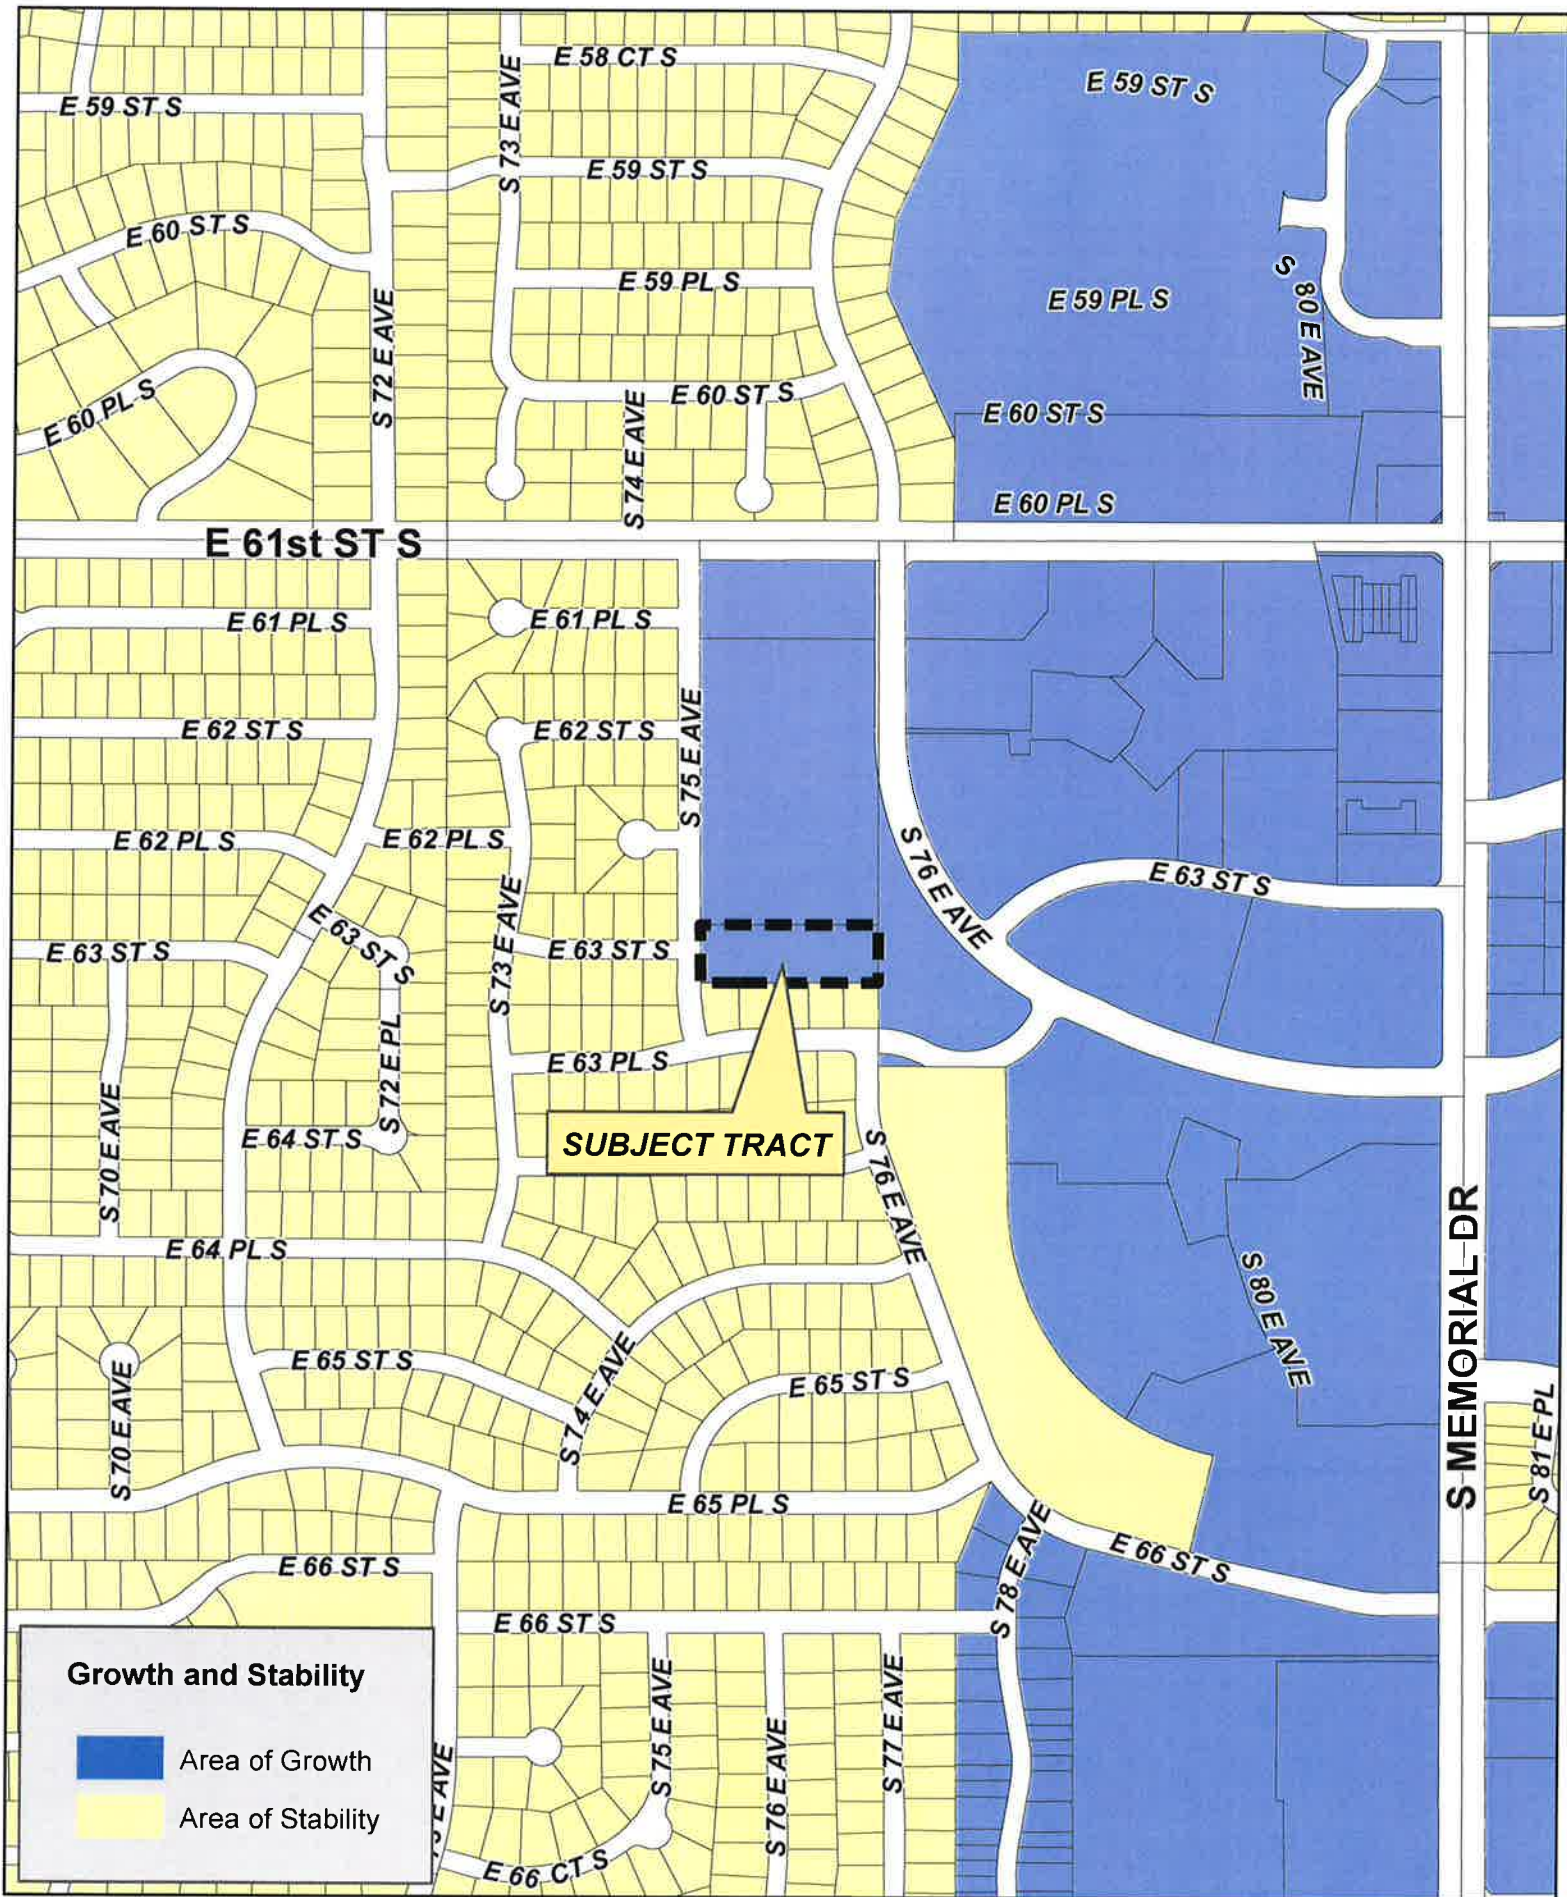 E 58 CT S
E 59 ST S
E 59 ST S
S 73 E AVE
E 59 ST S
E 60 ST S
E 59 PL S
E 59 PL S
S 80 E AVE
S 72 E AVE
E 60 PL S
E 60 ST S
S 74 E AVE
E 60 ST S
E 60 PL S
E 61st ST S
E 61 PL S
E 61 PL S
E 62 ST S
E 62 ST S
S 75 E AVE
E 62 PL S
E 62 PL S
S 76 E AVE
E 63 ST S
E 63 ST S
E 63 ST S
S 73 E AVE
E 63 ST S
S 72 E PL
E 63 PL S
S 70 E AVE
E 64 ST S
SUBJECT TRACT
S 76 E AVE
E 64 PL S
S 80 E AVE
S MEMORIAL DR
E 65 ST S
S 70 E AVE
S 74 E AVE
E 65 ST S
S 81 E PL
E 65 PL S
E 66 ST S
S 78 E AVE
E 66 ST S
E 66 ST S
S 75 E AVE
S 76 E AVE
S 77 E AVE
E 66 CT S
E AVE
Growth and Stability
Area of Growth
Area of Stability